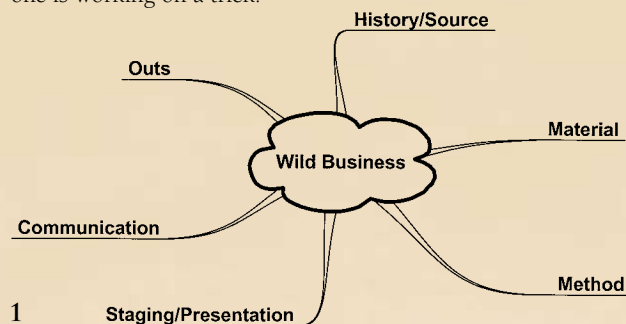 one is working on a trick.
History/Source
Outs
Material
Wild Business
Communication
Method
1
Staging/Presentation